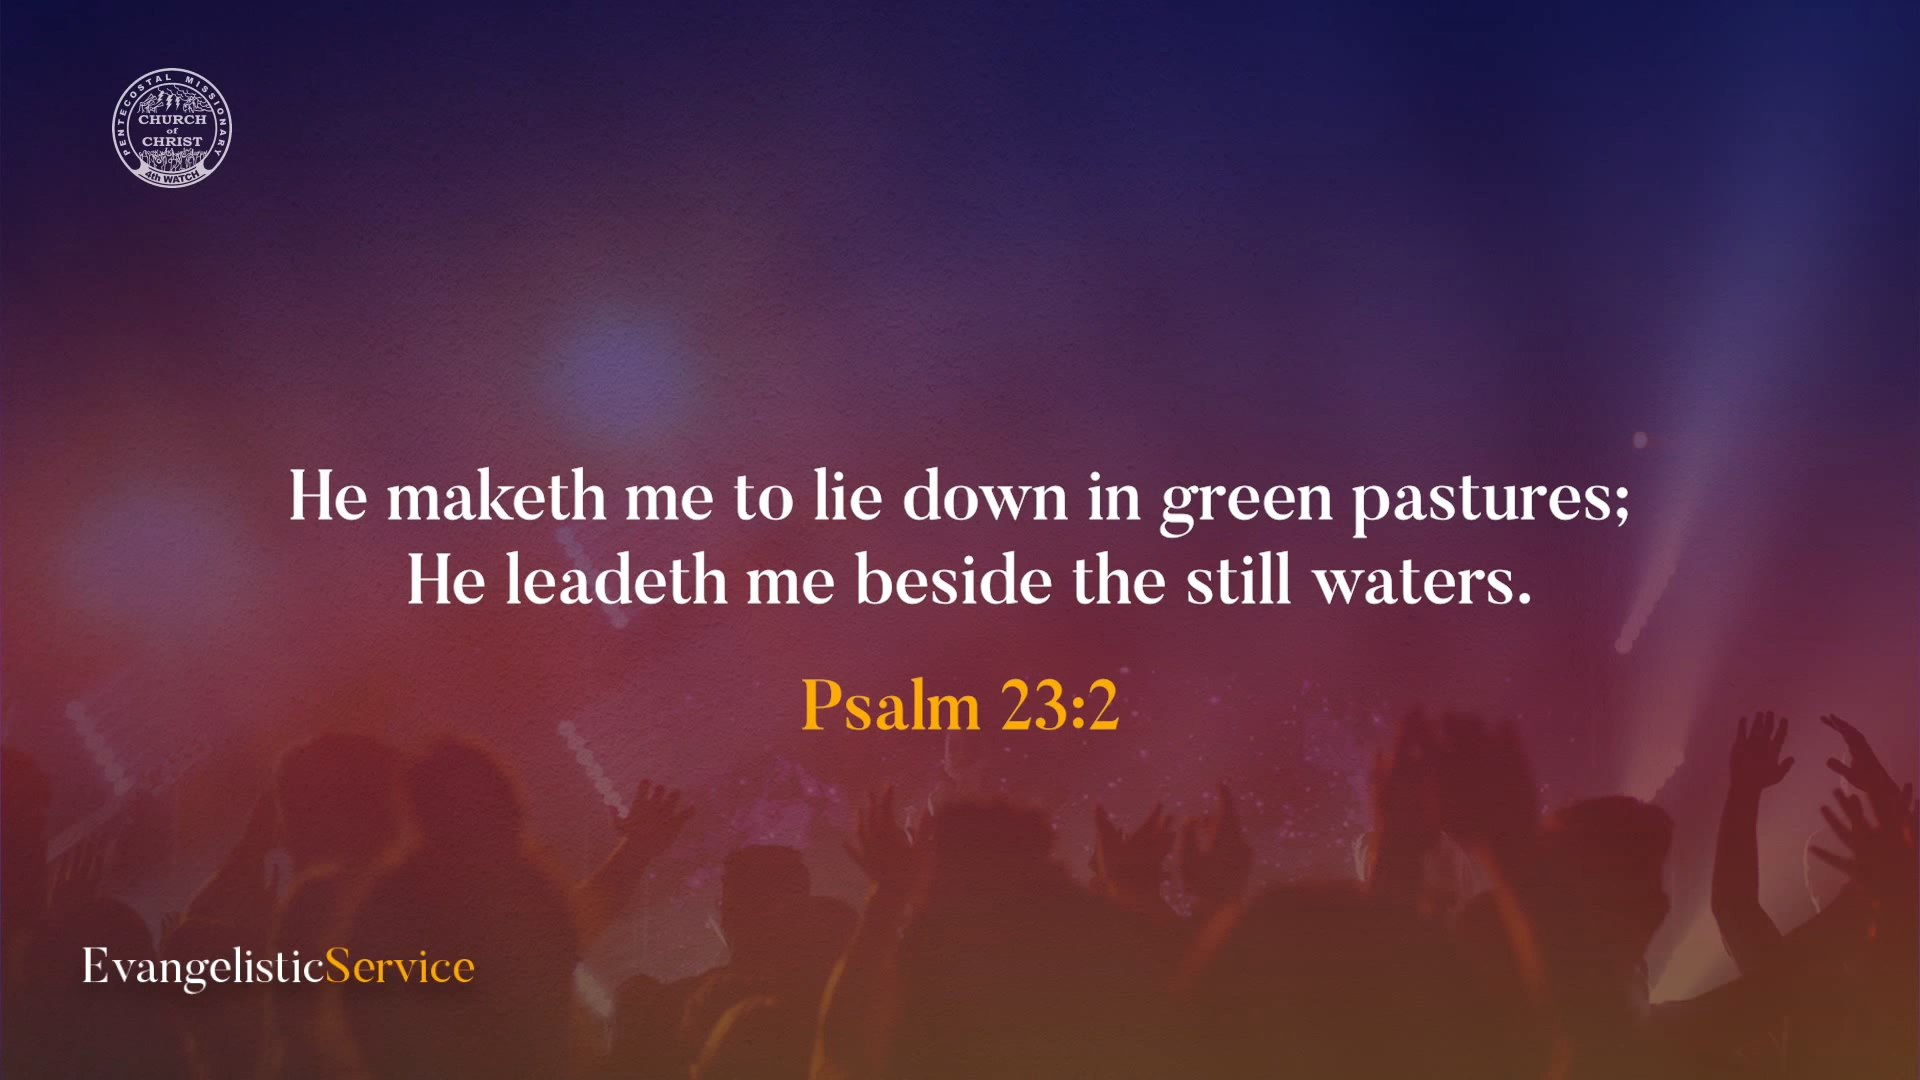 PENTECOSTAL MISSIONARY
CHURCH
of
CHRIST
4th WATCH
He maketh me to lie down in green pastures;
He leadeth me beside the still waters.
Psalm 23:2
EvangelisticService